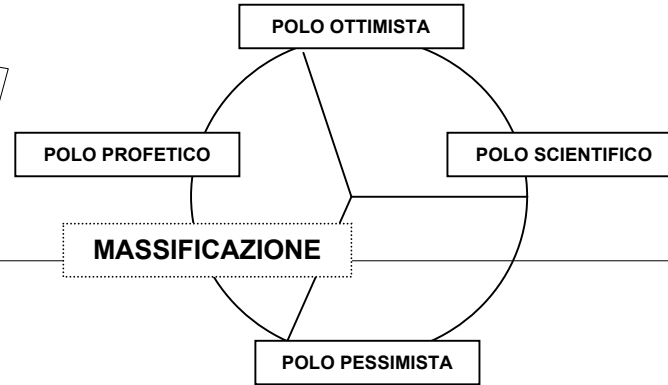 POLO OTTIMISTA
POLO PROFETICO
POLO SCIENTIFICO
MASSIFICAZIONE
POLO PESSIMISTA